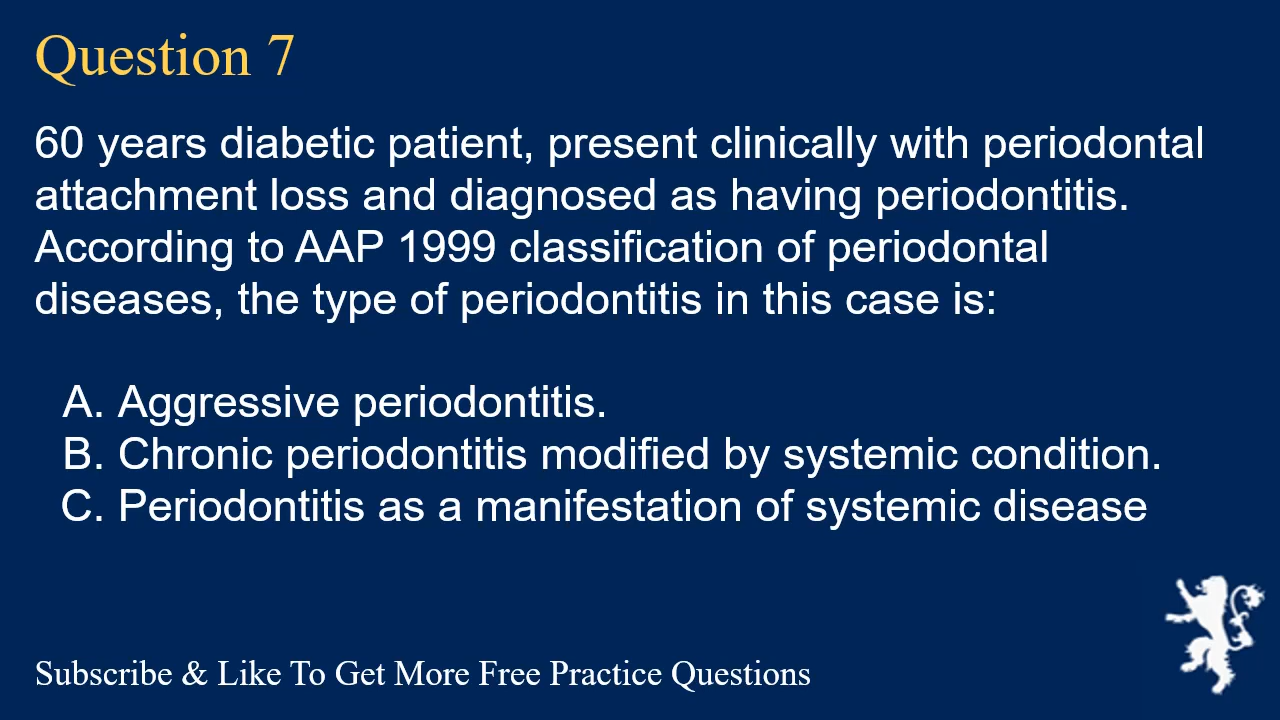 Question 7
60 years diabetic patient, present clinically with periodontal
attachment loss and diagnosed as having periodontitis.
According to AAP 1999 classification of periodontal
diseases, the type of periodontitis in this case is:
A. Aggressive periodontitis.
B. Chronic periodontitis modified by systemic condition.
C. Periodontitis as a manifestation of systemic disease
Subscribe & Like To Get More Free Practice Questions